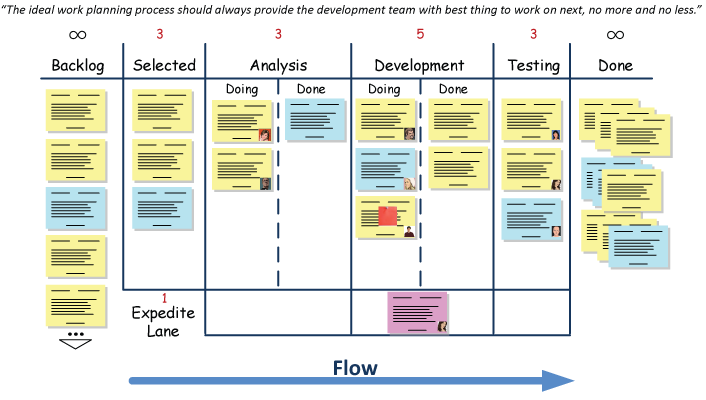 “The ideal work planning process should always provide the development team with best thing to work on next, no more and no less.”
∞ 3 3 5 3 ∞
Backlog Selected Analysis Development Testing Done
Doing Done Doing Done
1
Expedite
Lane
...
Flow